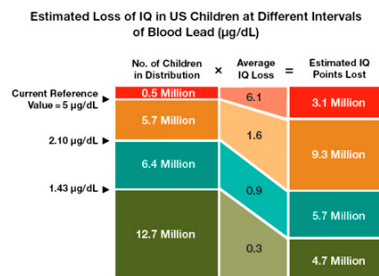 Estimated Loss of IQ in US Children at Different Intervals
of Blood Lead (µg/dL)
No. of Children
in Distribution
×
Average
IQ Loss
=
Estimated IQ
Points Lost
Current Reference
Value = 5 µg/dL
0.5 Million
6.1
3.1 Million
5.7 Million
1.6
9.3 Million
2.10 µg/dL
6.4 Million
0.9
5.7 Million
1.43 µg/dL
12.7 Million
0.3
4.7 Million